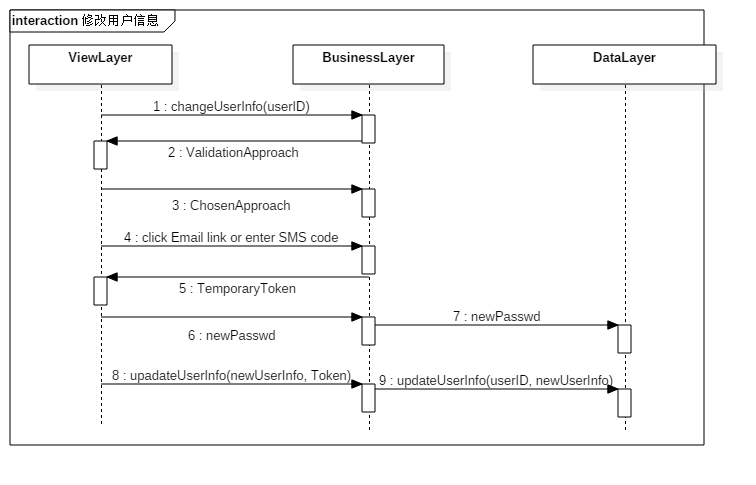 interaction 修改用户信息
ViewLayer
BusinessLayer
DataLayer
1 : changeUserInfo(userID)
2 : ValidationApproach
3 : ChosenApproach
4 : click Email link or enter SMS code
5 : TemporaryToken
6 : newPasswd
7 : newPasswd
8 : upadateUserInfo(newUserInfo, Token)
9 : updateUserInfo(userID, newUserInfo)